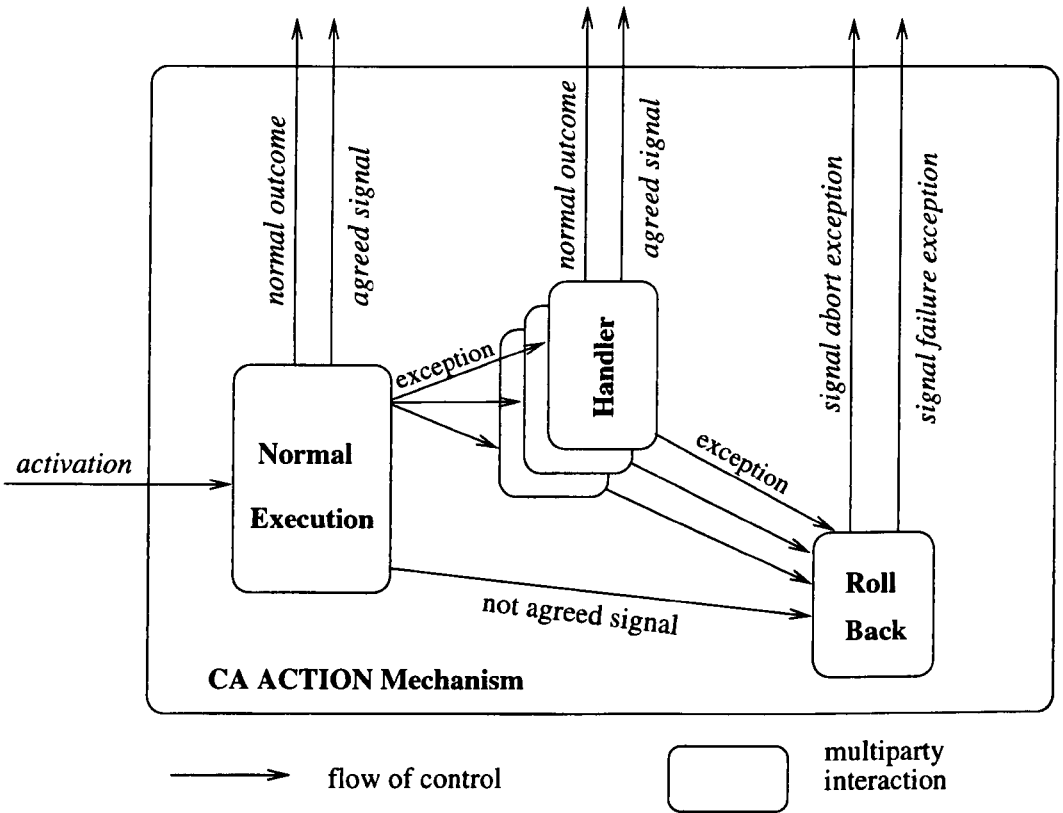 normal outcome
agreed signal
normal outcome
agreed signal
signal abort exception
signal failure exception
exception
Handler
activation
Normal
Execution
exception
not agreed signal
Roll
Back
CA ACTION Mechanism
flow of control
multiparty
interaction